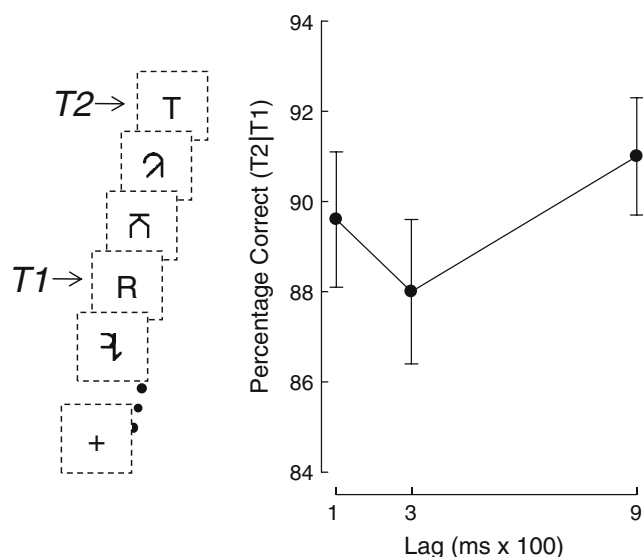 T2
T
T1
R
+
Percentage Correct (T2|T1)
94
92
90
88
86
84
1 3 9
Lag (ms x 100)